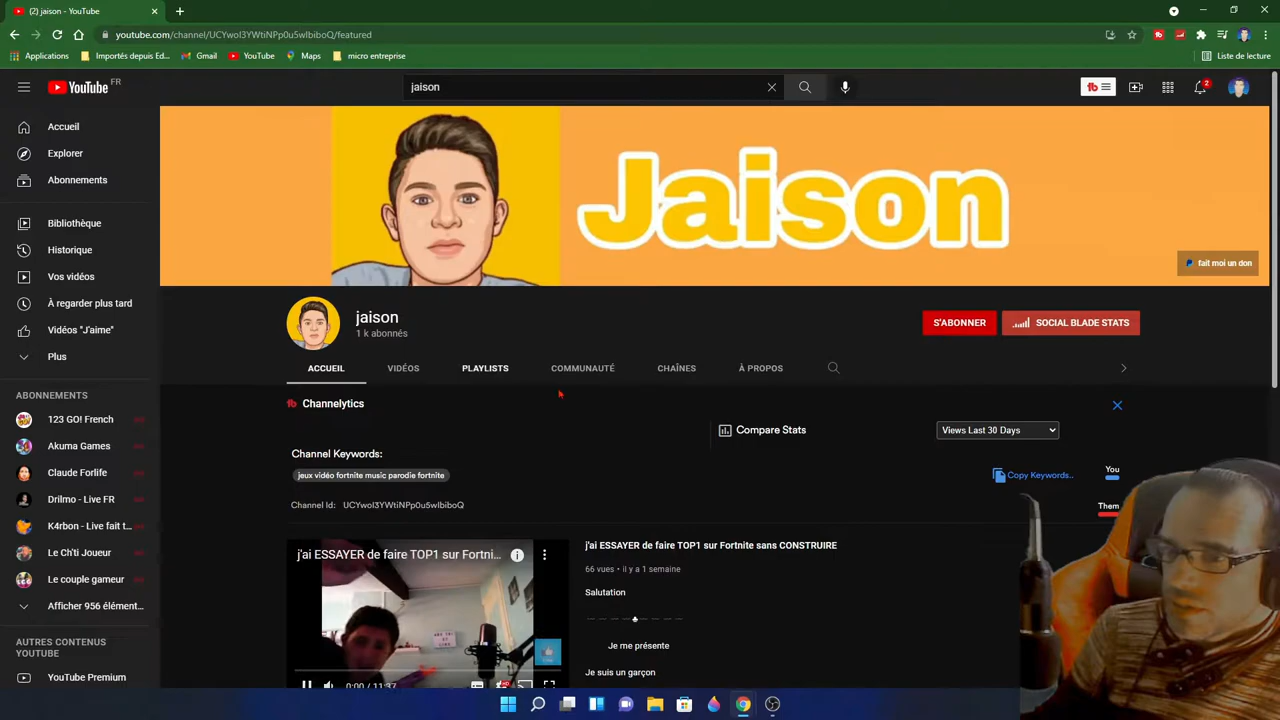 (2) jaison - YouTube
youtube.com/channel/UCYwoI3YWtiNPp0u5wIbiboQ/featured
Applications
Importés depuis Ed...
Gmail
YouTube
Maps
micro entreprise
Liste de lecture
YouTube FR
jaison
2
Accueil
Explorer
Abonnements
Bibliothèque
Historique
Vos vidéos
À regarder plus tard
Vidéos "J'aime"
Plus
ABONNEMENTS
123 GO! French
Akuma Games
Claude Forlife
Drilmo - Live FR
K4rbon - Live fait t...
Le Ch'ti Joueur
Le couple gameur
Afficher 956 élément...
AUTRES CONTENUS
YOUTUBE
YouTube Premium
Jaison
fait moi un don
jaison
1 k abonnés
S'ABONNER
SOCIAL BLADE STATS
ACCUEIL
VIDÉOS
PLAYLISTS
COMMUNAUTÉ
CHAÎNES
À PROPOS
Channelytics
Compare Stats
Views Last 30 Days
Channel Keywords:
jeux vidéo fortnite music parodie fortnite
Copy Keywords..
You
Channel Id: UCYwoI3YWtiNPp0u5wIbiboQ
Them
j'ai ESSAYER de faire TOP1 sur Fortni...
0:00 / 11:37
j'ai ESSAYER de faire TOP1 sur Fortnite sans CONSTRUIRE
66 vues • il y a 1 semaine
Salutation
Je me présente
Je suis un garçon